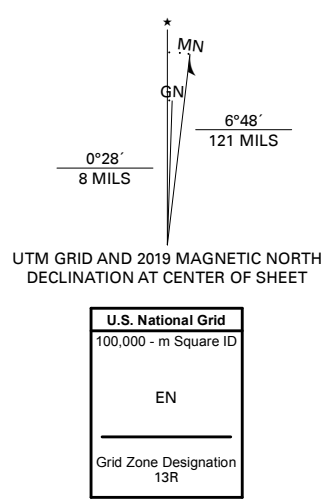 ★
MN
GN
6°48´
121 MILS
0°28´
8 MILS
UTM GRID AND 2019 MAGNETIC NORTH
DECLINATION AT CENTER OF SHEET
U.S. National Grid
100,000 - m Square ID
EN
Grid Zone Designation
13R